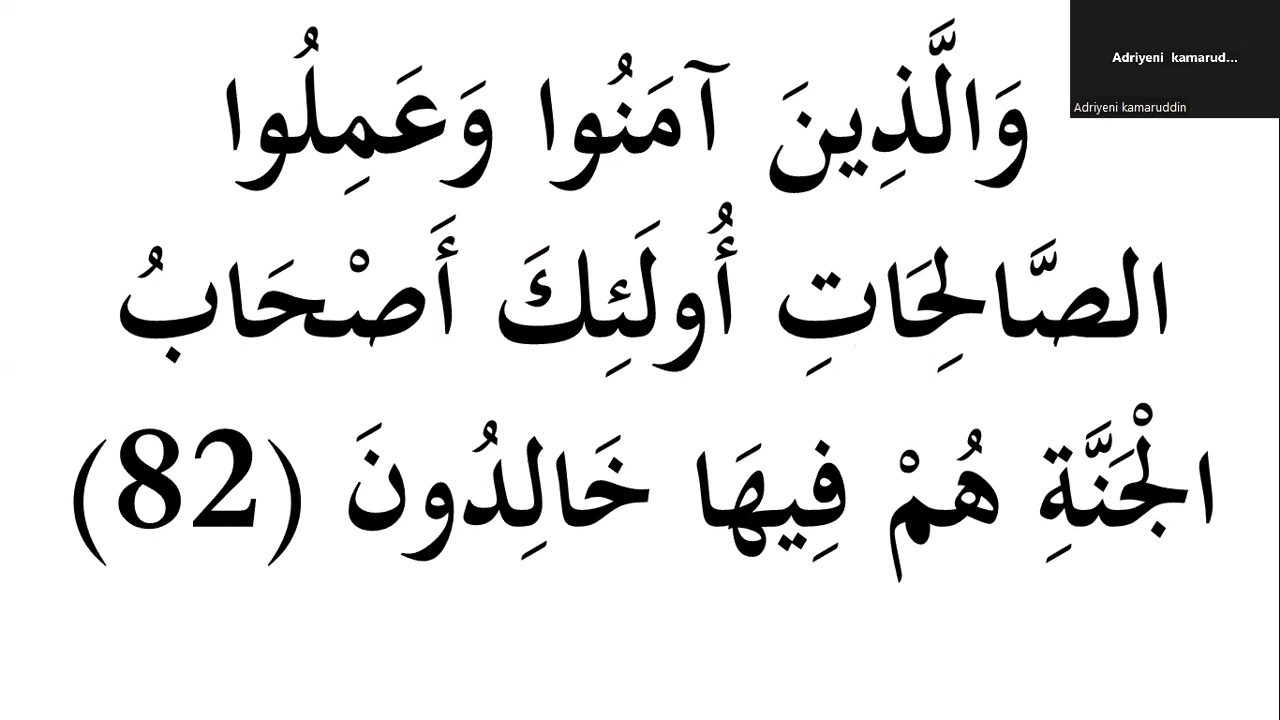 Adriyeni kamarud...
Adriyeni kamaruddin
وَالَّذِينَ آمَنُوا وَعَمِلُوا
الصَّالِحَاتِ أُولَئِكَ أَصْحَابُ
الْجَنَّةِ هُمْ فِيهَا خَالِدُونَ (82)